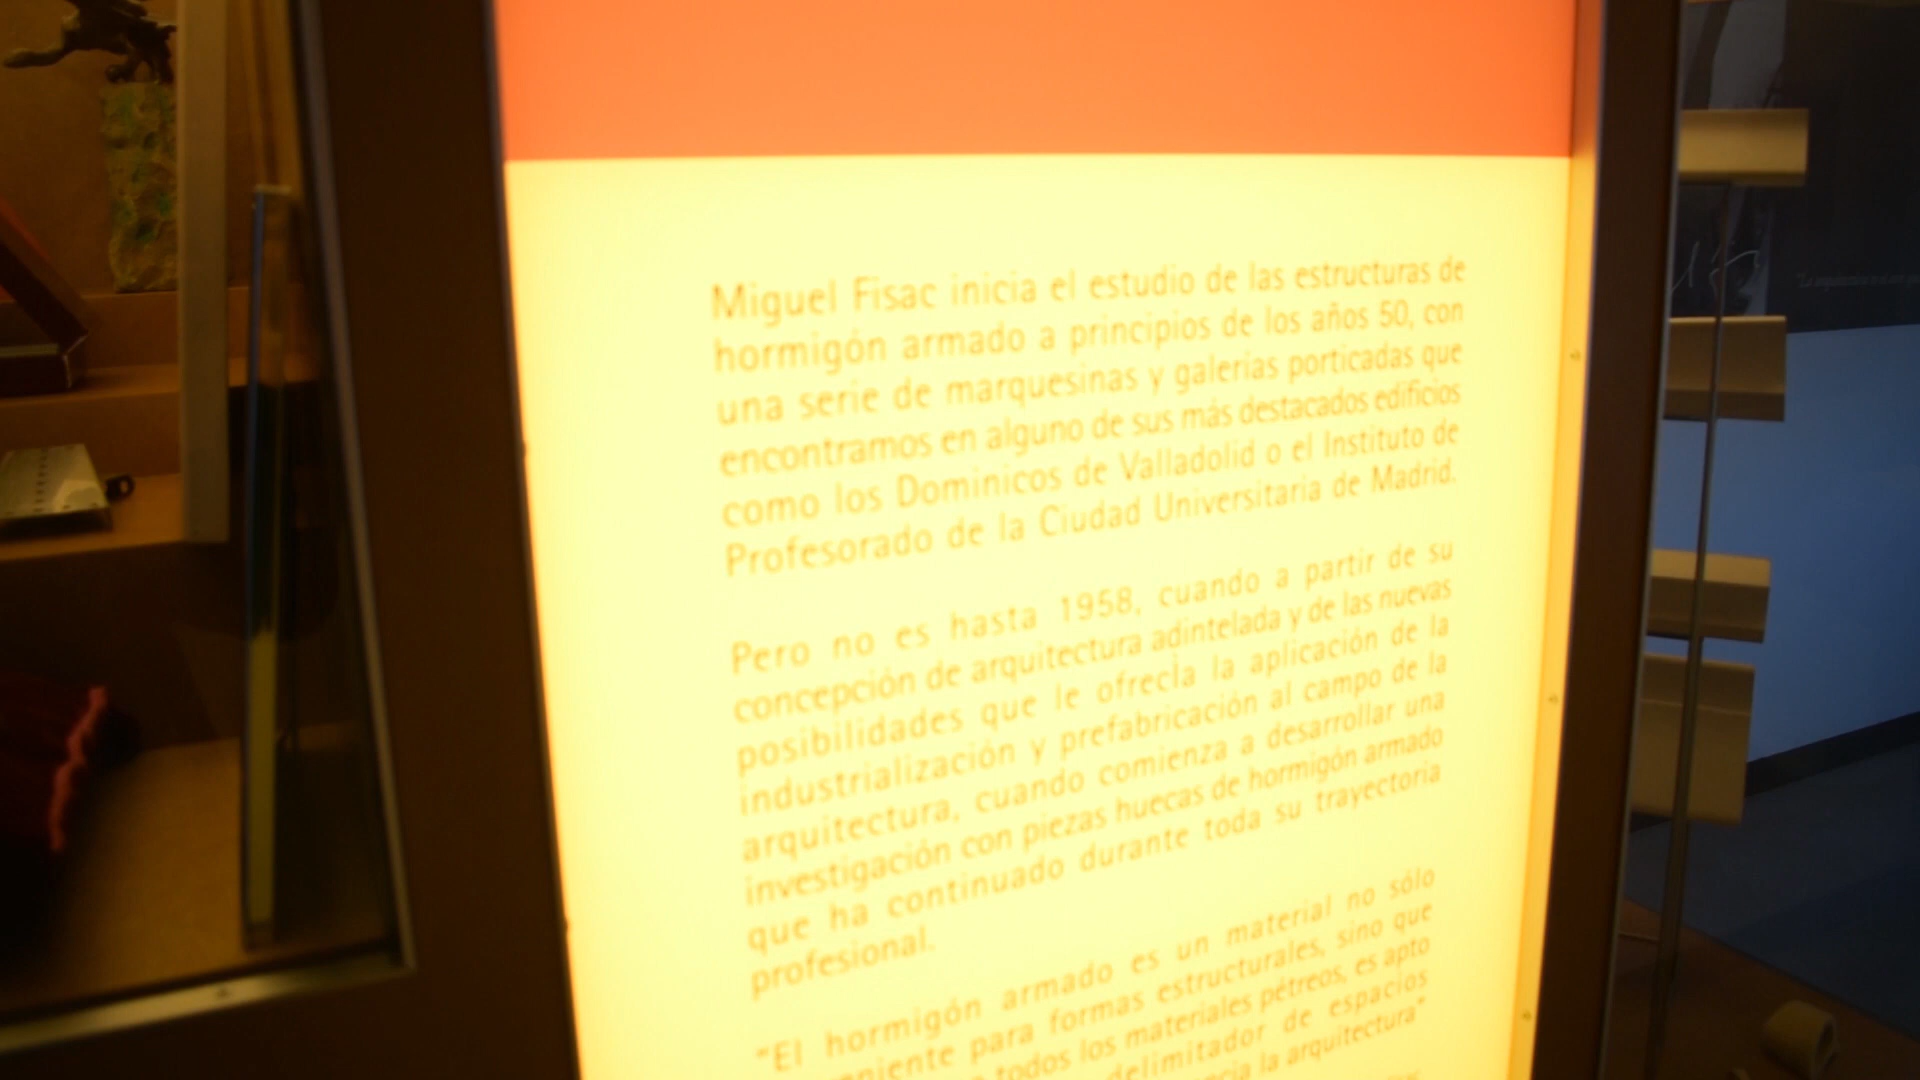 Miguel Fisac inicia el estudio de las estructuras de
hormigón armado a principios de los años 50, con
una serie de marquesinas y galerías porticadas que
encontramos en alguno de sus más destacados edificios
como los Dominicos de Valladolid o el Instituto de
Profesorado de la Ciudad Universitaria de Madrid.
Pero no es hasta 1958, cuando a partir de su
concepción de arquitectura adintelada y de las nuevas
posibilidades que le ofrecía la aplicación de la
industrialización y prefabricación al campo de la
arquitectura, cuando comienza a desarrollar una
investigación con piezas huecas de hormigón armado
que ha continuado durante toda su trayectoria
profesional.
"El hormigón armado es un material no sólo
para formas estructurales, sino que
todos los materiales pétreos, es apto
delimitador de espacios
la arquitectura"